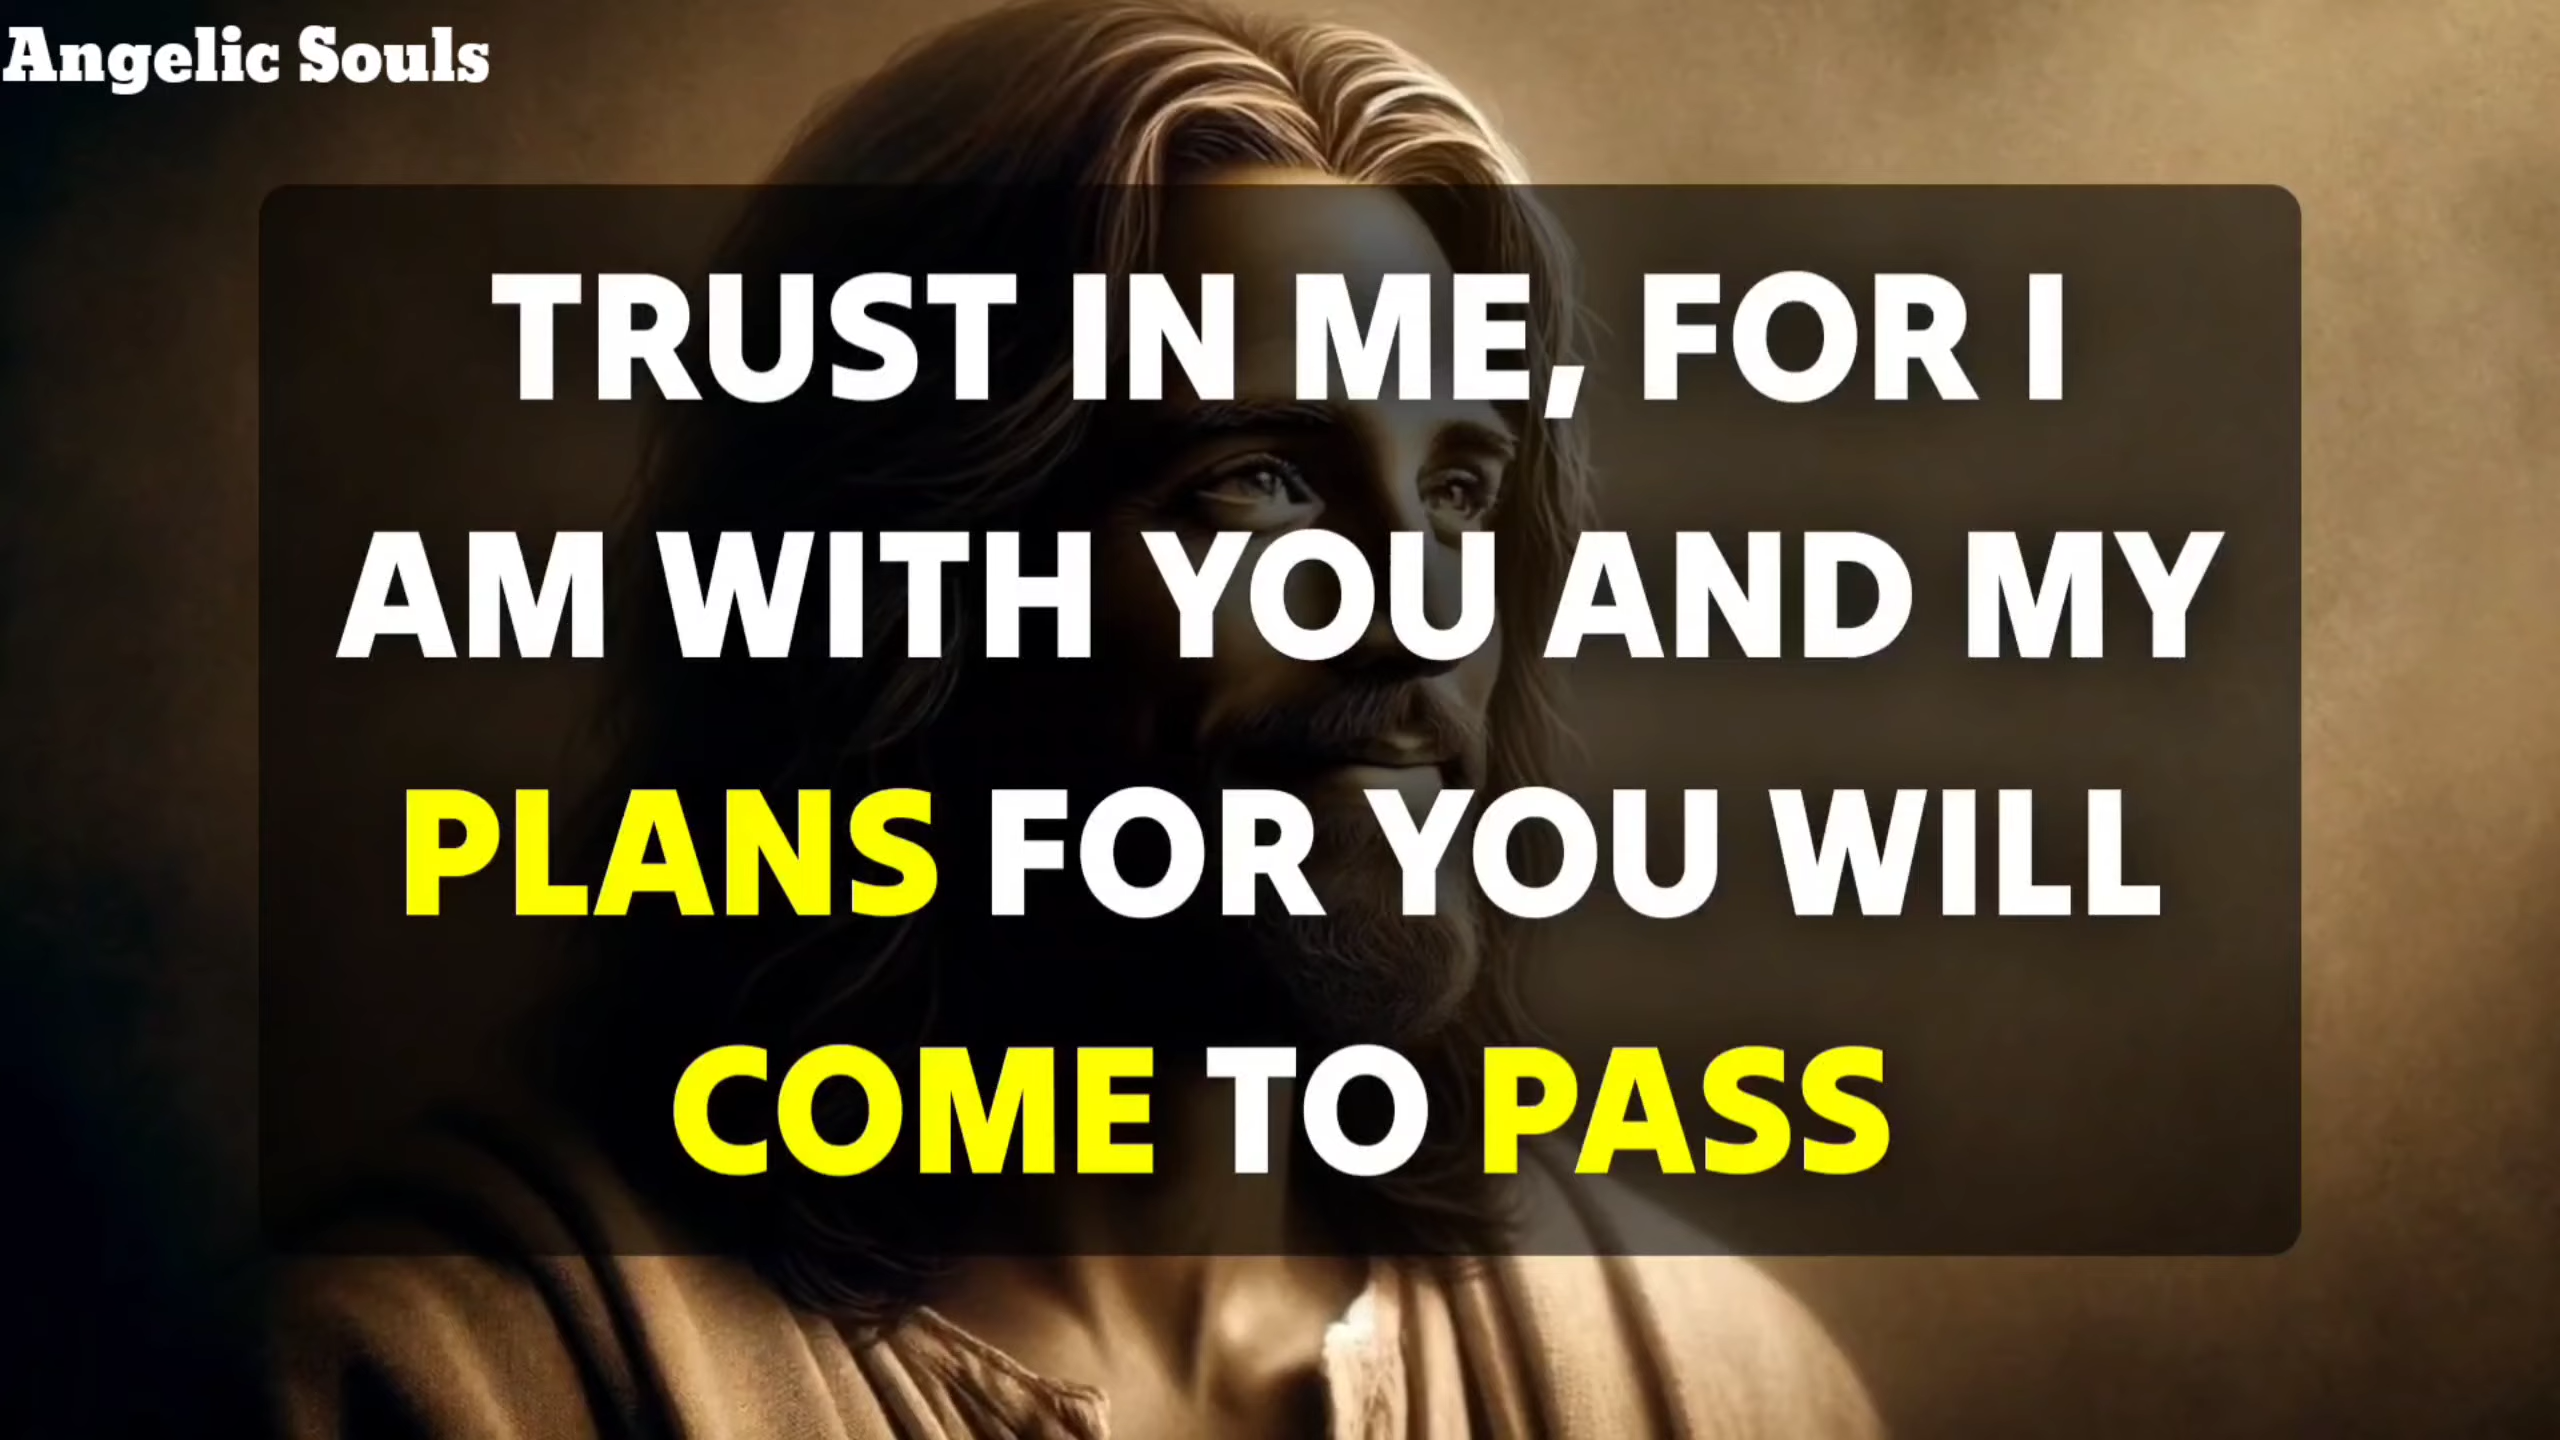 Angelic Souls
TRUST IN ME, FOR I
AM WITH YOU AND MY
PLANS FOR YOU WILL
COME TO PASS